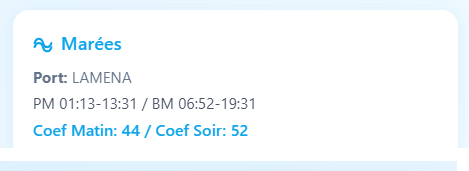 Marées
Port: LAMENA
PM 01:13-13:31 / BM 06:52-19:31
Coef Matin: 44 / Coef Soir: 52